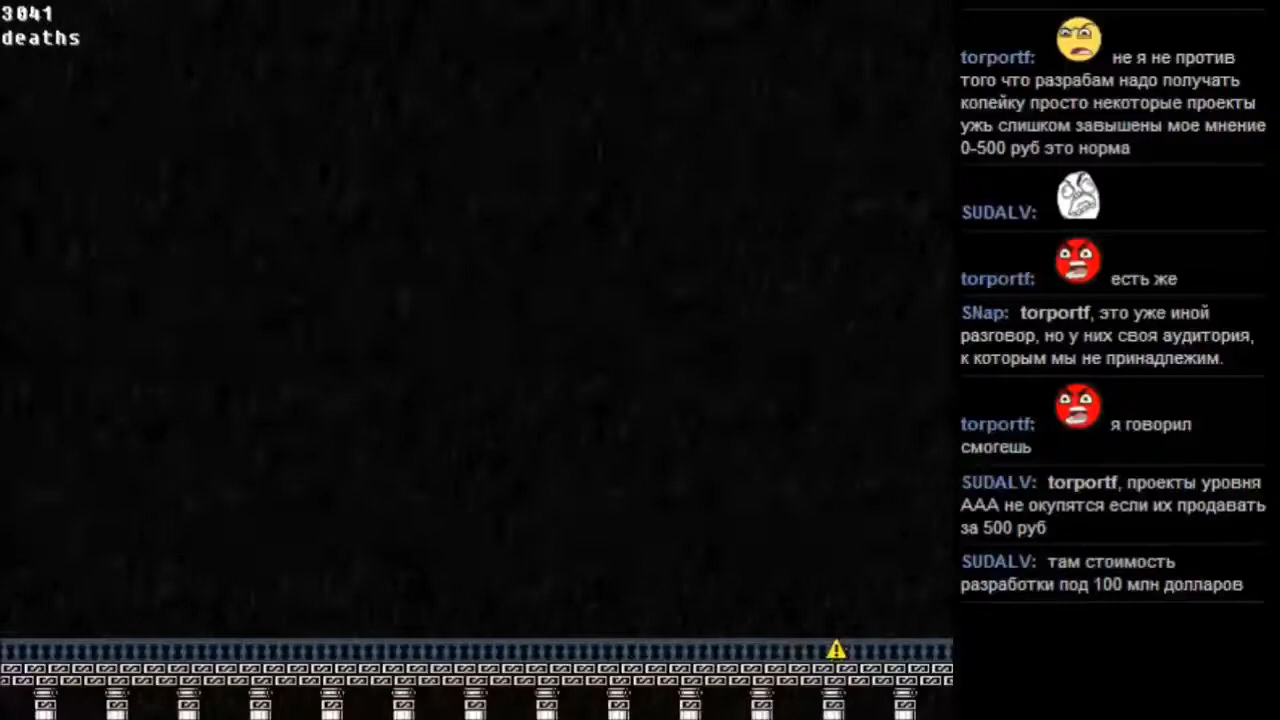 3041
deaths
torportf: не я не против
того что разрабам надо получать
копейку просто некоторые проекты
ужь слишком завышены мое мнение
0-500 руб это норма
SUDALV:
torportf: есть же
SNap: torportf, это уже иной
разговор, но у них своя аудитория,
к которым мы не принадлежим.
torportf: я говорил
смогешь
SUDALV: torportf, проекты уровня
ААА не окупятся если их продавать
за 500 руб
SUDALV: там стоимость
разработки под 100 млн долларов